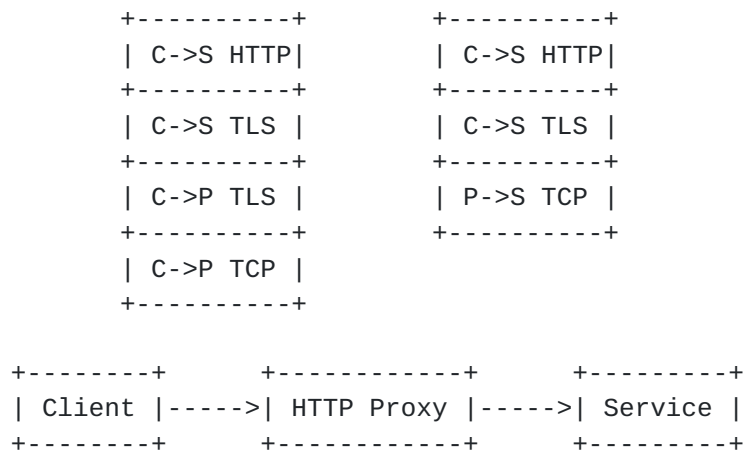 +----------+ +----------+
| C->S HTTP| | C->S HTTP|
+----------+ +----------+
| C->S TLS | | C->S TLS |
+----------+ +----------+
| C->P TLS | | P->S TCP |
+----------+ +----------+
| C->P TCP |
+----------+
+--------+ +------------+ +---------+
| Client |----->| HTTP Proxy |----->| Service |
+--------+ +------------+ +---------+